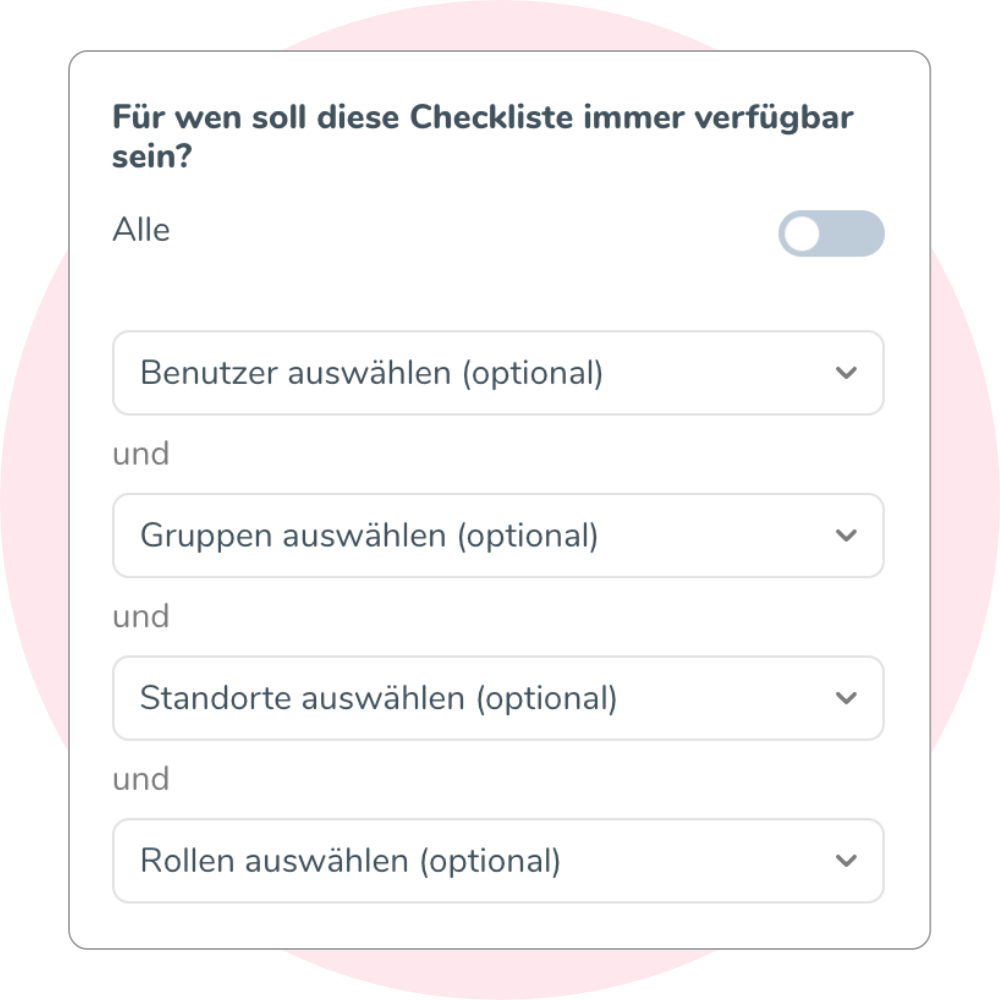 Für wen soll diese Checkliste immer verfügbar
sein?
Alle
Benutzer auswählen (optional)
und
Gruppen auswählen (optional)
und
Standorte auswählen (optional)
und
Rollen auswählen (optional)